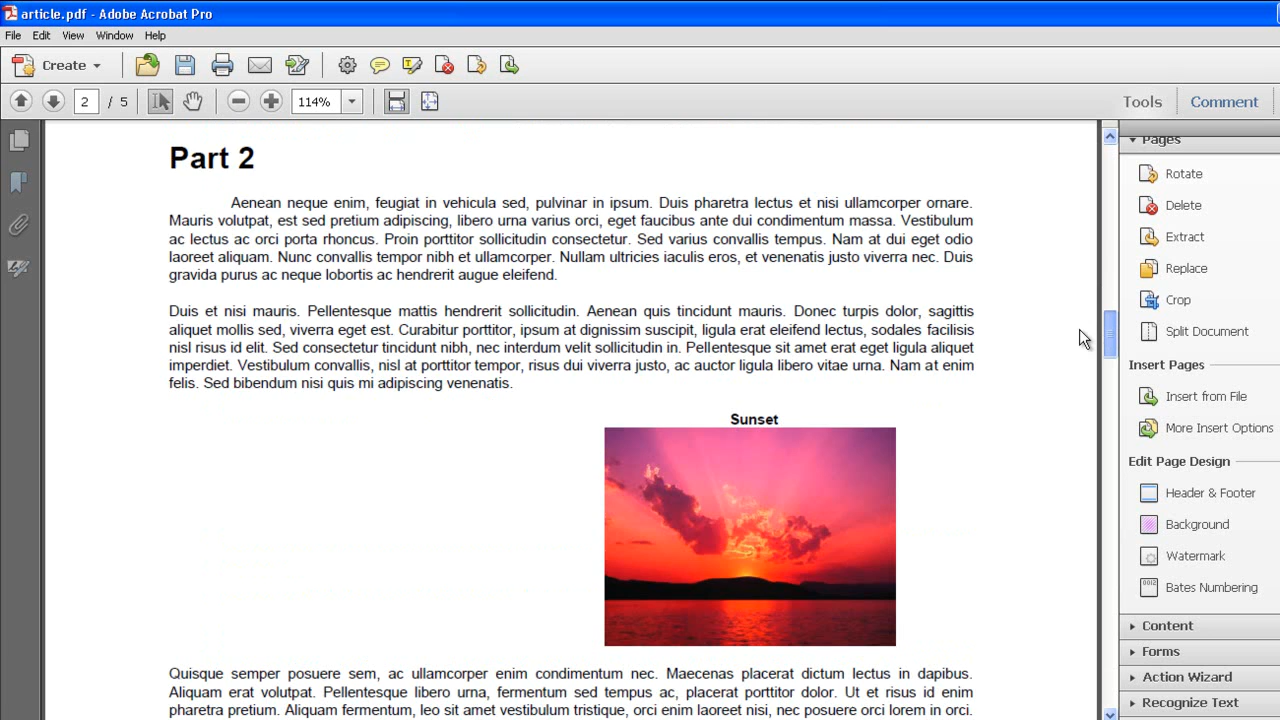 article.pdf - Adobe Acrobat Pro
File Edit View Window Help
Create
2 / 5 114% Tools Comment
Part 2
Aenean neque enim, feugiat in vehicula sed, pulvinar in ipsum. Duis pharetra lectus et nisi ullamcorper ornare.
Mauris volutpat, est sed pretium adipiscing, libero urna varius orci, eget faucibus ante dui condimentum massa. Vestibulum
ac lectus ac orci porta rhoncus. Proin porttitor sollicitudin consectetur. Sed varius convallis tempus. Nam at dui eget odio
laoreet aliquam. Nunc convallis tempor nibh et ullamcorper. Nullam ultricies iaculis eros, et venenatis justo viverra nec. Duis
gravida purus ac neque lobortis ac hendrerit augue eleifend.
Duis et nisi mauris. Pellentesque mattis hendrerit sollicitudin. Aenean quis tincidunt mauris. Donec turpis dolor, sagittis
aliquet mollis sed, viverra eget est. Curabitur porttitor, ipsum at dignissim suscipit, ligula erat eleifend lectus, sodales facilisis
nisl risus id elit. Sed consectetur tincidunt nibh, nec interdum velit sollicitudin in. Pellentesque sit amet erat eget ligula aliquet
imperdiet. Vestibulum convallis, nisl at porttitor tempor, risus dui viverra justo, ac auctor ligula libero vitae urna. Nam at enim
felis. Sed bibendum nisi quis mi adipiscing venenatis.
Sunset
Quisque semper posuere sem, ac ullamcorper enim condimentum nec. Maecenas placerat dictum lectus in dapibus.
Aliquam erat volutpat. Pellentesque libero urna, fermentum sed tempus ac, placerat porttitor dolor. Ut et risus id enim
pharetra pretium. Aliquam fermentum, leo sit amet vestibulum tristique, orci enim laoreet nisi, nec posuere orci lorem in orci.
Pages
Rotate
Delete
Extract
Replace
Crop
Split Document
Insert Pages
Insert from File
More Insert Options
Edit Page Design
Header & Footer
Background
Watermark
Bates Numbering
Content
Forms
Action Wizard
Recognize Text